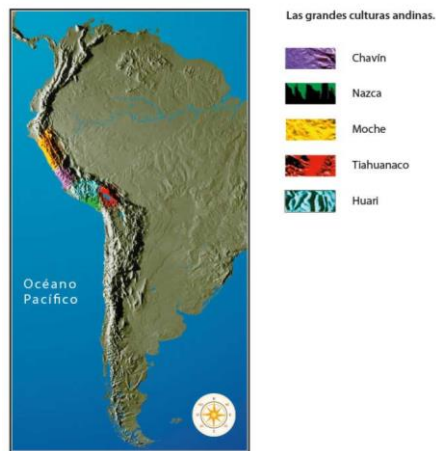 Las grandes culturas andinas.
Chavín
Nazca
Moche
Tiahuanaco
Huari
Océano
Pacífico